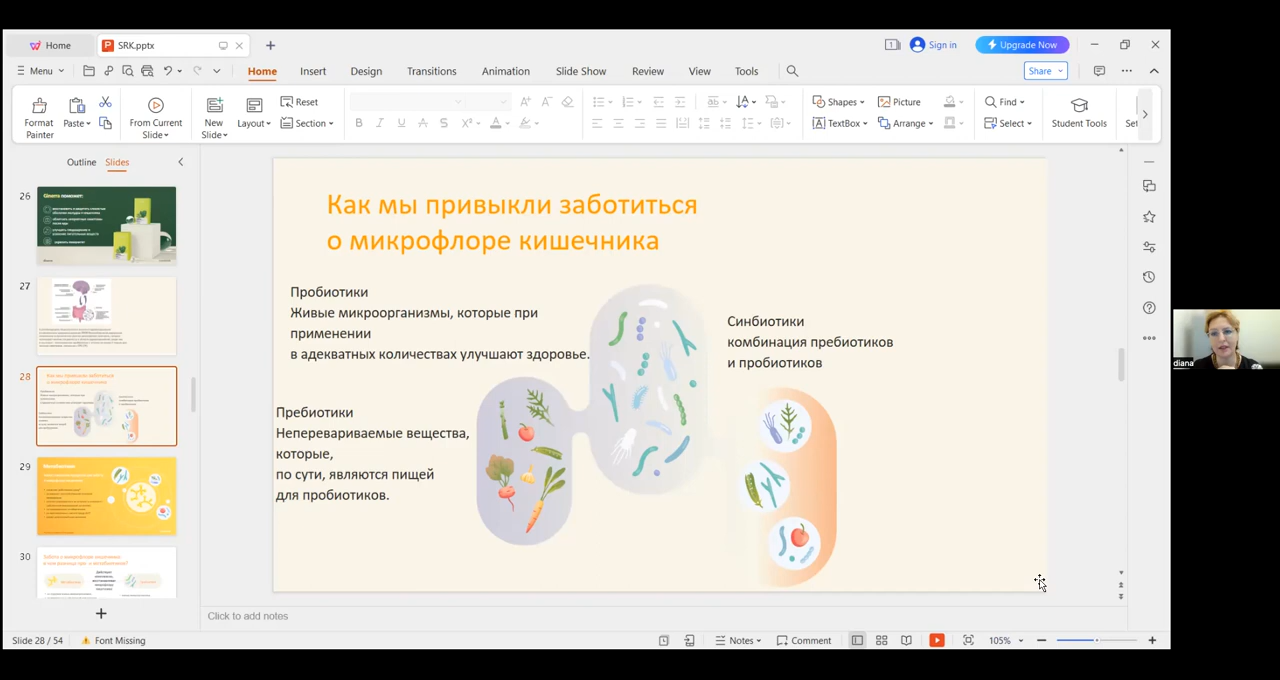 Home
SRK.pptx
Sign in
Upgrade Now
Menu
Home
Insert
Design
Transitions
Animation
Slide Show
Review
View
Tools
Share
Format
Painter
Paste
From Current
Slide
New
Slide
Layout
Reset
Section
Shapes
Picture
TextBox
Arrange
Find
Select
Student Tools
Outline
Slides
26
27
28
29
30
Как мы привыкли заботиться
о микрофлоре кишечника
Пробиотики
Живые микроорганизмы, которые при
применении
в адекватных количествах улучшают здоровье.
Пребиотики
Неперевариваемые вещества,
которые,
по сути, являются пищей
для пробиотиков.
Синбиотики
комбинация пребиотиков
и пробиотиков
diana
Click to add notes
Slide 28 / 54
Font Missing
Notes
Comment
105%